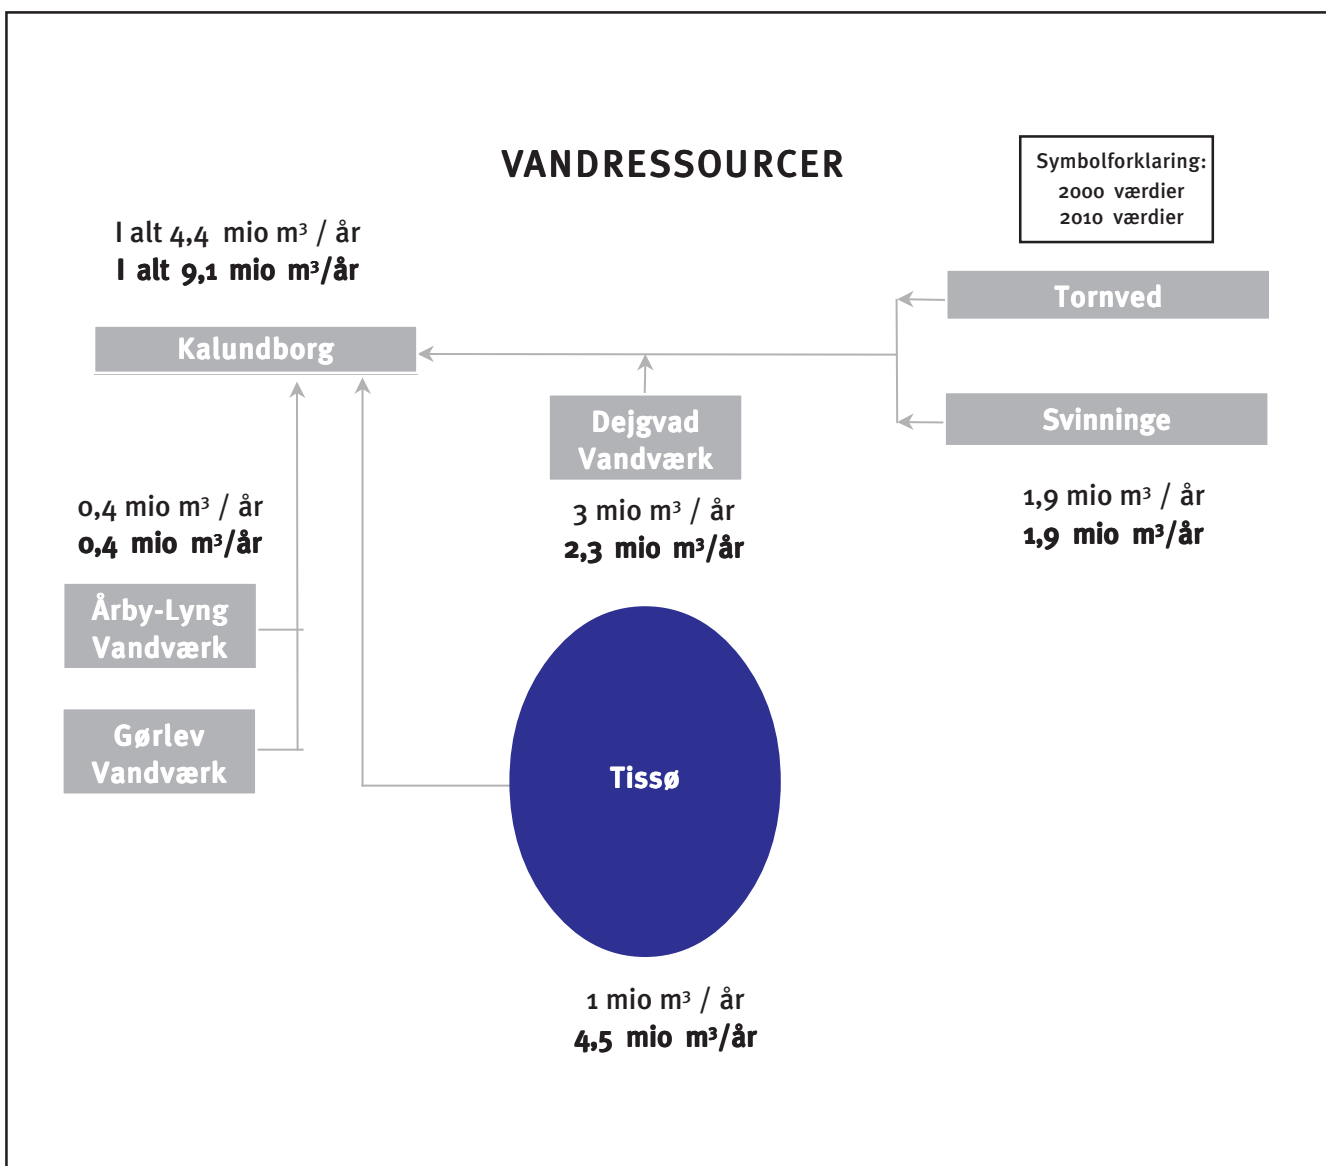 VANDRESSOURCER
Symbolforklaring:
2000 værdier
2010 værdier
I alt 4,4 mio m³ / år
I alt 9,1 mio m³/år
Kalundborg
Tornved
Dejgvad
Vandværk
Svinninge
0,4 mio m³ / år
0,4 mio m³/år
3 mio m³ / år
2,3 mio m³/år
1,9 mio m³ / år
1,9 mio m³/år
Årby-Lyng
Vandværk
Gørlev
Vandværk
Tissø
1 mio m³ / år
4,5 mio m³/år